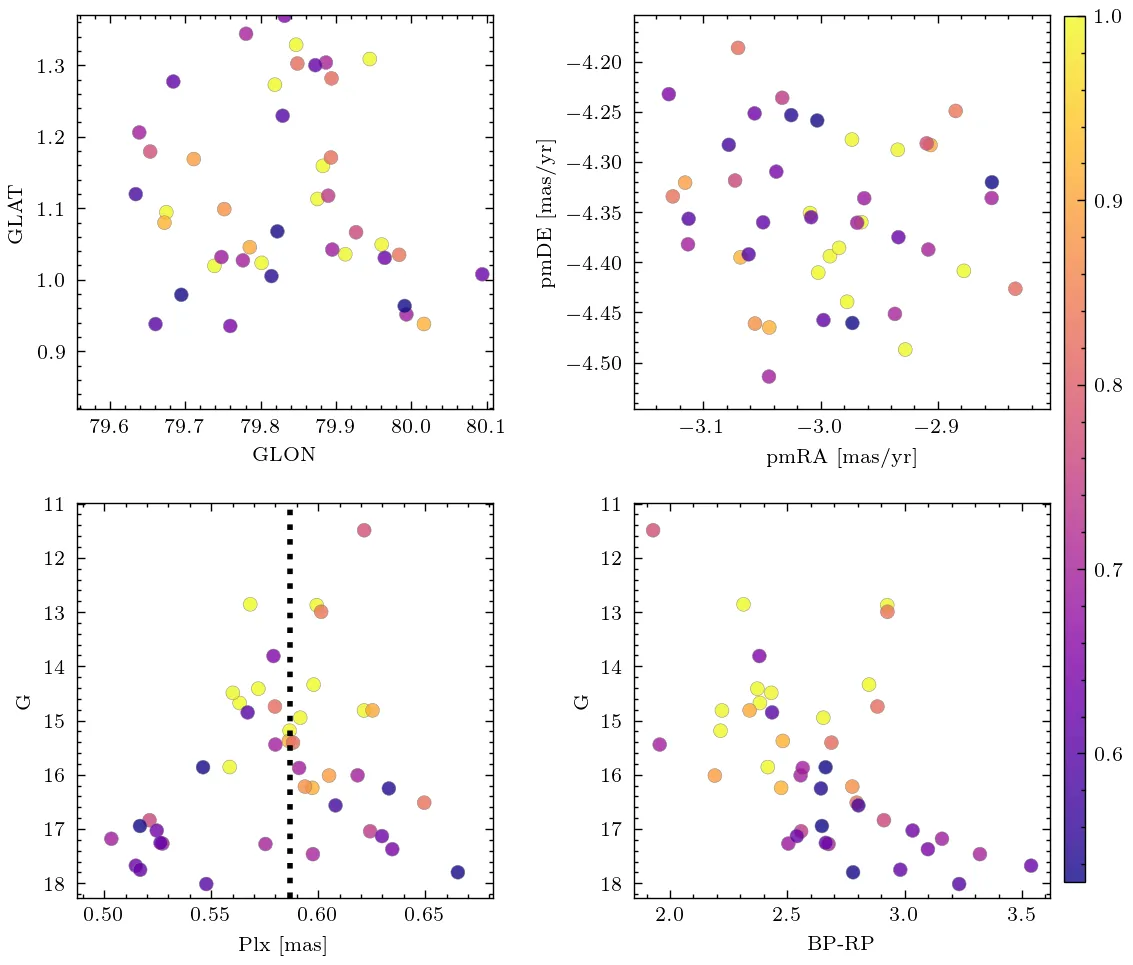 1.3
1.2
1.1
1.0
0.9
GLAT
79.6 79.7 79.8 79.9 80.0 80.1
GLON
−4.20
−4.25
−4.30
−4.35
−4.40
−4.45
−4.50
pmDE [mas/yr]
−3.1 −3.0 −2.9
pmRA [mas/yr]
1.0
0.9
0.8
0.7
0.6
11
12
13
14
15
16
17
18
G
0.50 0.55 0.60 0.65
Plx [mas]
11
12
13
14
15
16
17
18
G
2.0 2.5 3.0 3.5
BP-RP